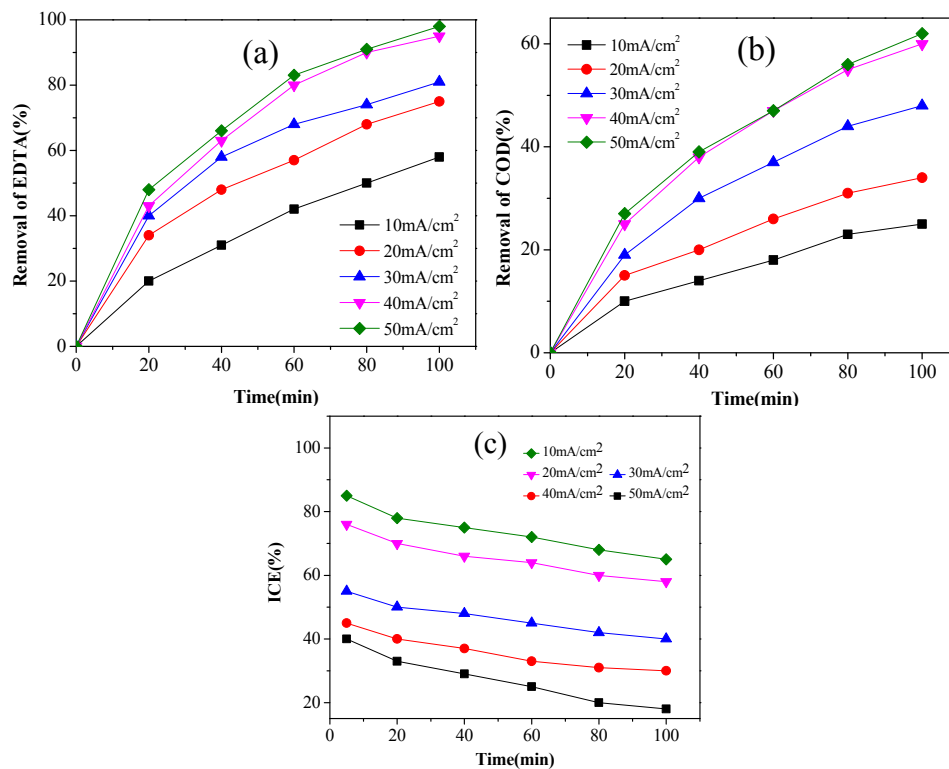 (a)
Removal of EDTA(%)
100
80
60
40
20
0
10mA/cm²
20mA/cm²
30mA/cm²
40mA/cm²
50mA/cm²
0 20 40 60 80 100
Time(min)
(b)
Removal of COD(%)
60
40
20
0
10mA/cm²
20mA/cm²
30mA/cm²
40mA/cm²
50mA/cm²
0 20 40 60 80 100
Time(min)
(c)
ICE(%)
100
80
60
40
20
10mA/cm²
20mA/cm² 30mA/cm²
40mA/cm² 50mA/cm²
0 20 40 60 80 100
Time(min)